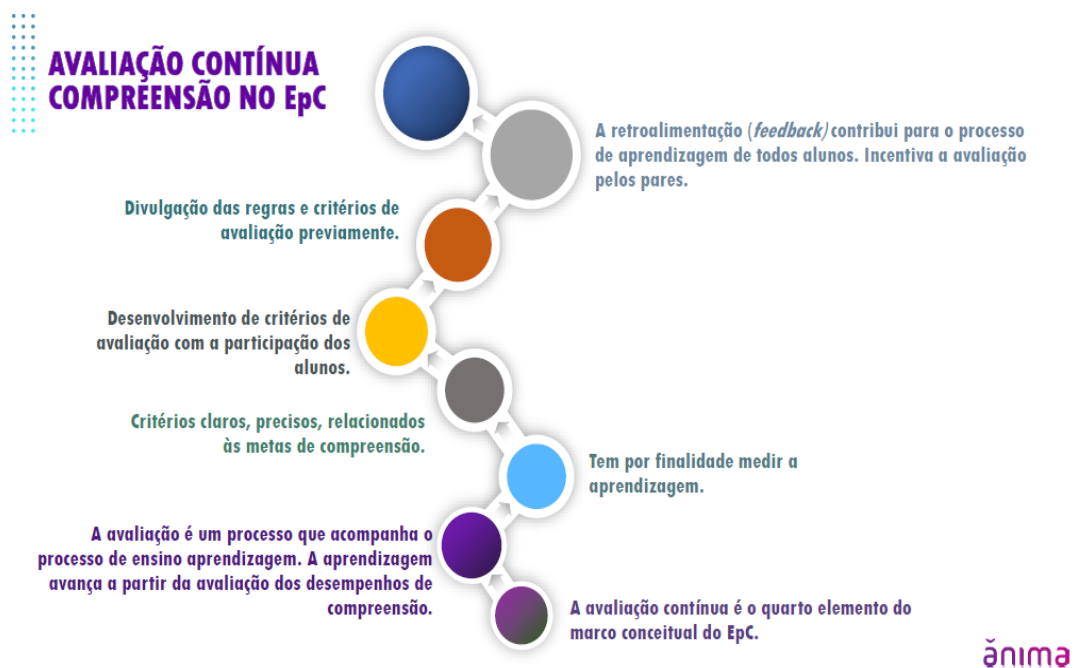 AVALIAÇÃO CONTÍNUA
COMPREENSÃO NO EpC
A retroalimentação (feedback) contribui para o processo
de aprendizagem de todos alunos. Incentiva a avaliação
pelos pares.
Divulgação das regras e critérios de
avaliação previamente.
Desenvolvimento de critérios de
avaliação com a participação dos
alunos.
Critérios claros, precisos, relacionados
às metas de compreensão.
Tem por finalidade medir a
aprendizagem.
A avaliação é um processo que acompanha o
processo de ensino aprendizagem. A aprendizagem
avança a partir da avaliação dos desempenhos de
compreensão.
A avaliação contínua é o quarto elemento do
marco conceitual do EpC.
ănıma